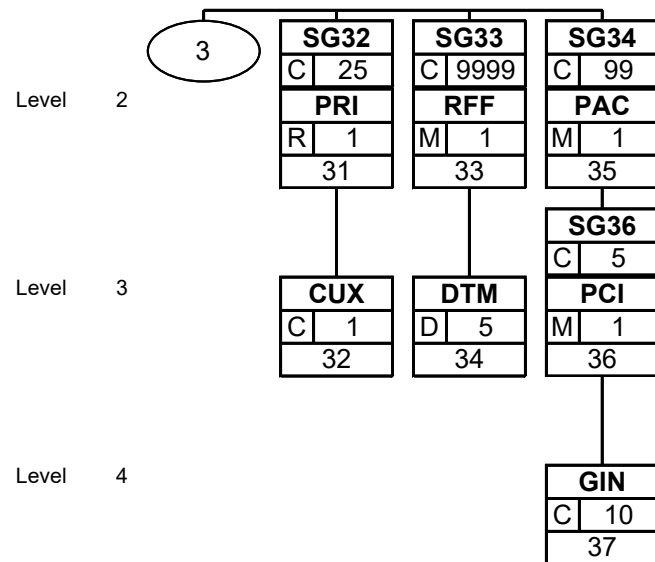 3
SG32 SG33 SG34
C 25 C 9999 C 99
Level 2 PRI RFF PAC
R 1 M 1 M 1
31 33 35
SG36
C 5
Level 3 CUX DTM PCI
C 1 D 5 M 1
32 34 36
Level 4 GIN
C 10
37